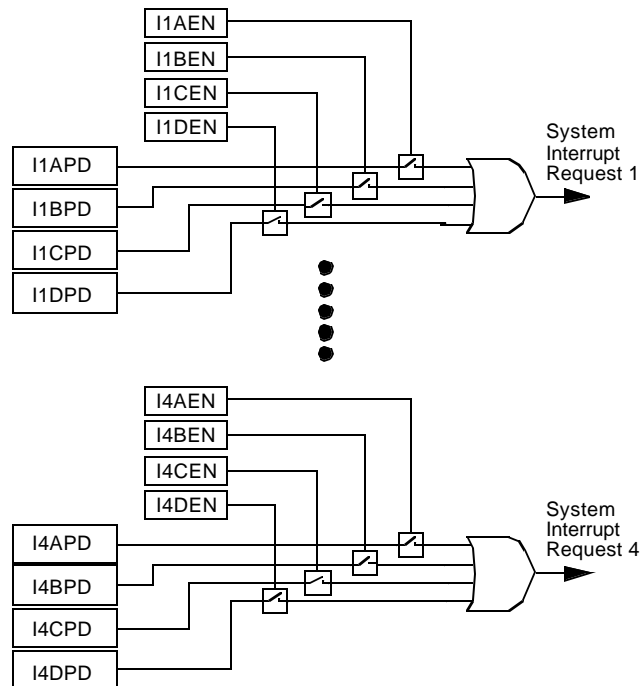 I1AEN
I1BEN
I1CEN
I1DEN
I1APD
I1BPD
I1CPD
I1DPD
System
Interrupt
Request 1
I4AEN
I4BEN
I4CEN
I4DEN
I4APD
I4BPD
I4CPD
I4DPD
System
Interrupt
Request 4